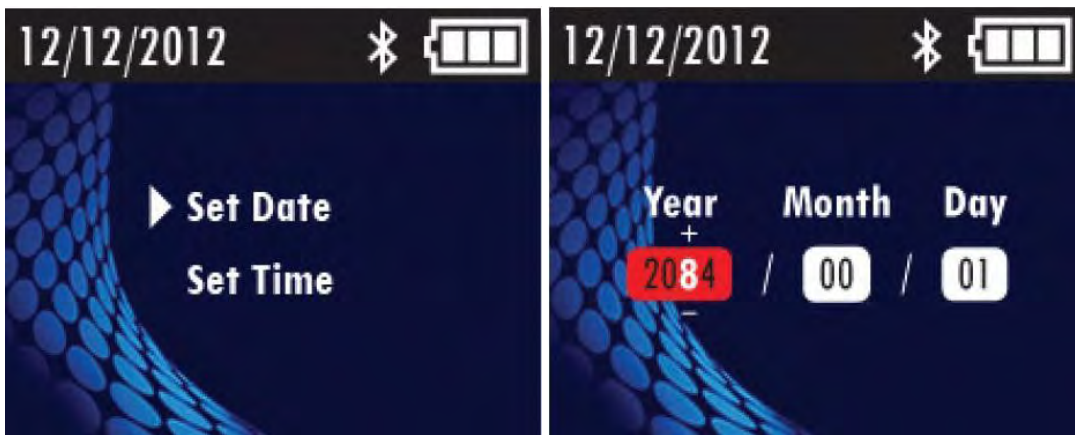 12/12/2012
Set Date
Set Time
12/12/2012
Year Month Day
+
2084 / 00 / 01
–